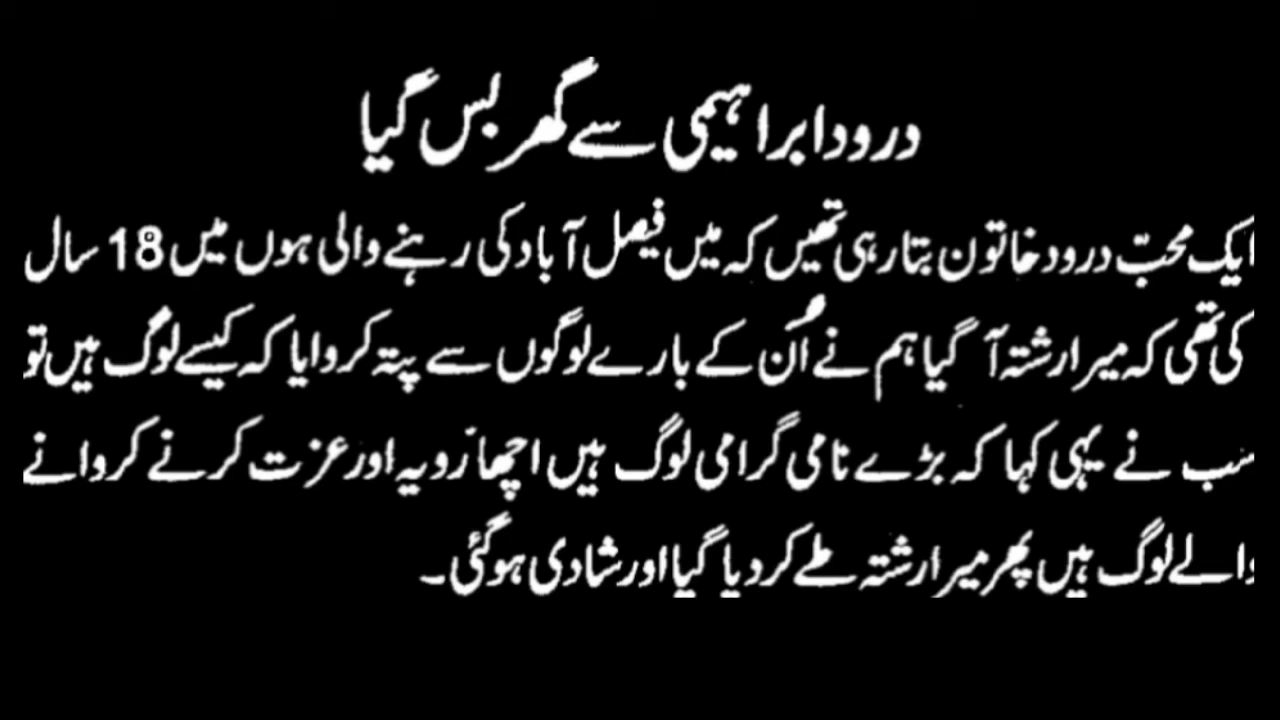 درود ابراہیمی سے گھر بس گیا
ایک محبّ درود خاتون بتا رہی تھیں کہ میں فیصل آباد کی رہنے والی ہوں میں 18 سال
کی تھی کہ میرا رشتہ آ گیا ہم نے اُن کے بارے لوگوں سے پتہ کروایا کہ کیسے لوگ ہیں تو
سب نے یہی کہا کہ بڑے نامی گرامی لوگ ہیں اچھا رویہ اور عزت کرنے کروانے
والے لوگ ہیں پھر میرا رشتہ طے کر دیا گیا اور شادی ہو گئی۔